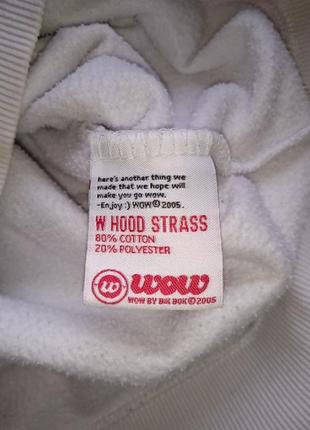 here's another thing we
made that we hope will
make you go wow.
-Enjoy :) WOW©2005.
W HOOD STRASS
80% COTTON
20% POLYESTER
W WOW
WOW BY BIK BOK©2005